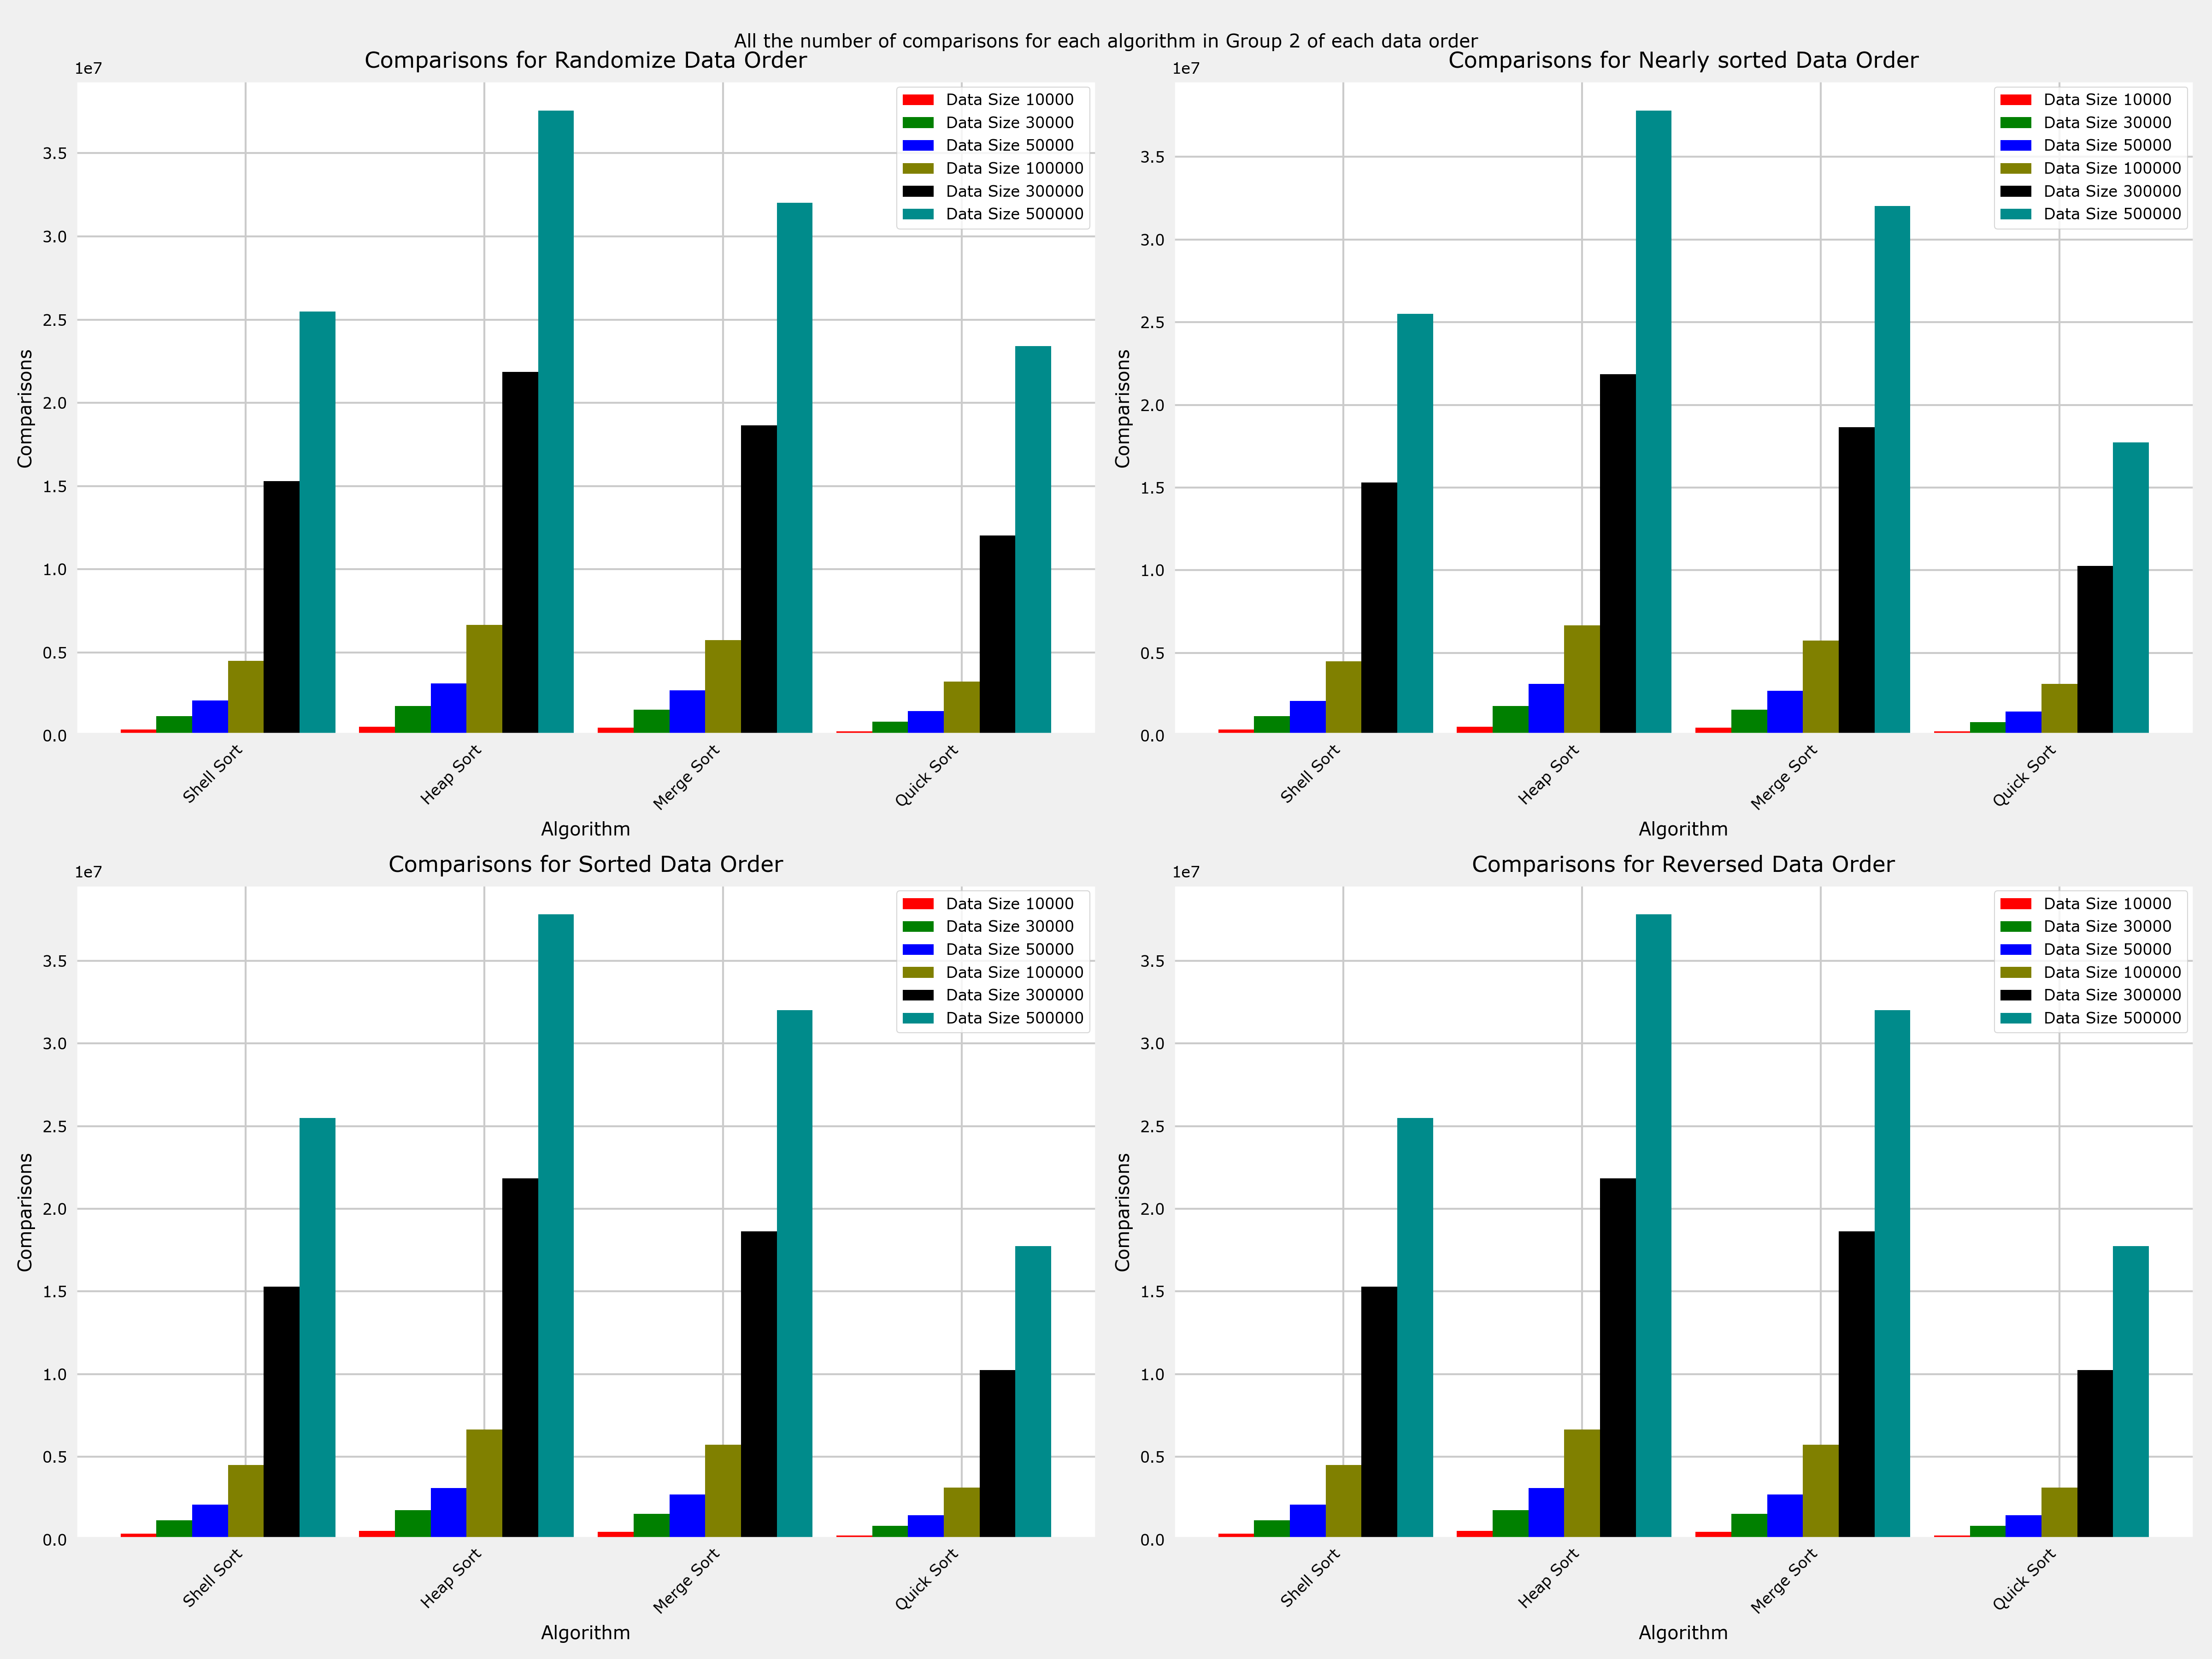 All the number of comparisons for each algorithm in Group 2 of each data order
Comparisons for Randomize Data Order
1e7
Comparisons
3.5
3.0
2.5
2.0
1.5
1.0
0.5
0.0
Data Size 10000
Data Size 30000
Data Size 50000
Data Size 100000
Data Size 300000
Data Size 500000
Shell Sort
Heap Sort
Merge Sort
Quick Sort
Algorithm
Comparisons for Nearly sorted Data Order
1e7
Comparisons
3.5
3.0
2.5
2.0
1.5
1.0
0.5
0.0
Data Size 10000
Data Size 30000
Data Size 50000
Data Size 100000
Data Size 300000
Data Size 500000
Shell Sort
Heap Sort
Merge Sort
Quick Sort
Algorithm
Comparisons for Sorted Data Order
1e7
Comparisons
3.5
3.0
2.5
2.0
1.5
1.0
0.5
0.0
Data Size 10000
Data Size 30000
Data Size 50000
Data Size 100000
Data Size 300000
Data Size 500000
Shell Sort
Heap Sort
Merge Sort
Quick Sort
Algorithm
Comparisons for Reversed Data Order
1e7
Comparisons
3.5
3.0
2.5
2.0
1.5
1.0
0.5
0.0
Data Size 10000
Data Size 30000
Data Size 50000
Data Size 100000
Data Size 300000
Data Size 500000
Shell Sort
Heap Sort
Merge Sort
Quick Sort
Algorithm